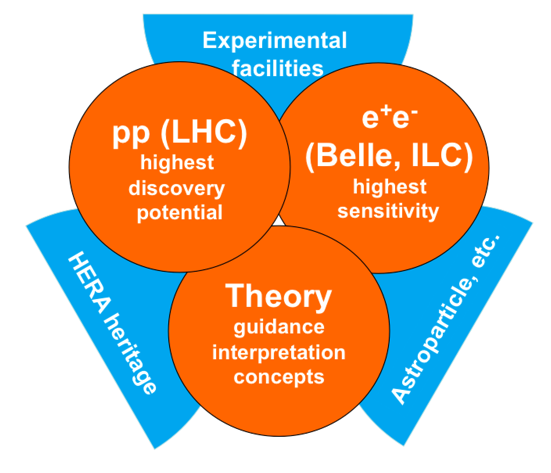 Experimental
facilities
pp (LHC)
highest
discovery
potential
e⁺e⁻
(Belle, ILC)
highest
sensitivity
HERA heritage
Astroparticle, etc.
Theory
guidance
interpretation
concepts